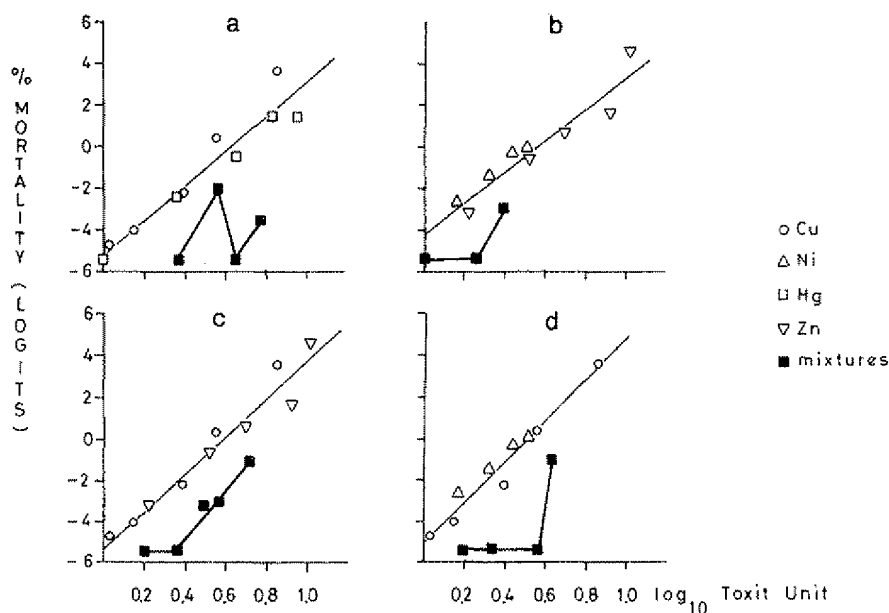 a
b
6
4
2
0
-2
-4
-6
% MORTALITY (LOGITS)
c
d
6
4
2
0
-2
-4
-6
0,2 0,4 0,6 0,8 1,0
0,2 0,4 0,6 0,8 1,0 log10 Toxit Unit
Cu
Ni
Hg
Zn
mixtures